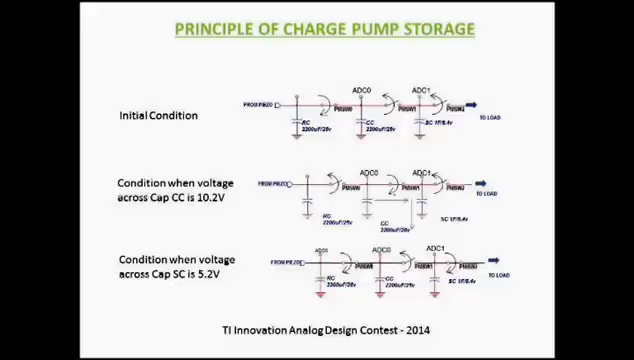 PRINCIPLE OF CHARGE PUMP STORAGE
Initial Condition
FROM PIEZO
ADC0
ADC1
RC
2200uF/25v
CC
2200uF/25v
SC 1F/5.4v
TO LOAD
Condition when voltage
across Cap CC is 10.2V
FROM PIEZO
ADC0
ADC1
RC
2200uF/25v
CC
2200uF/25v
SC 1F/5.4v
TO LOAD
Condition when voltage
across Cap SC is 5.2V
FROM PIEZO
ADC0
ADC0
ADC1
RC
2200uF/25v
CC
2200uF/25v
SC 1F/5.4v
TO LOAD
TI Innovation Analog Design Contest - 2014